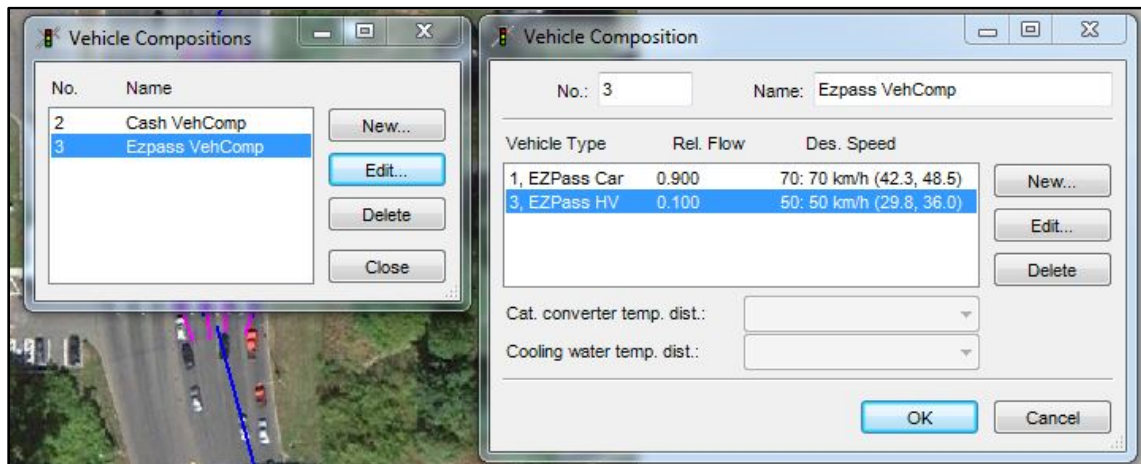 Vehicle Compositions
No. Name
2 Cash VehComp
3 Ezpass VehComp
New...
Edit...
Delete
Close
Vehicle Composition
No.: 3 Name: Ezpass VehComp
Vehicle Type Rel. Flow Des. Speed
1, EZPass Car 0.900 70: 70 km/h (42.3, 48.5)
3, EZPass HV 0.100 50: 50 km/h (29.8, 36.0)
New...
Edit...
Delete
Cat. converter temp. dist.:
Cooling water temp. dist.:
OK Cancel